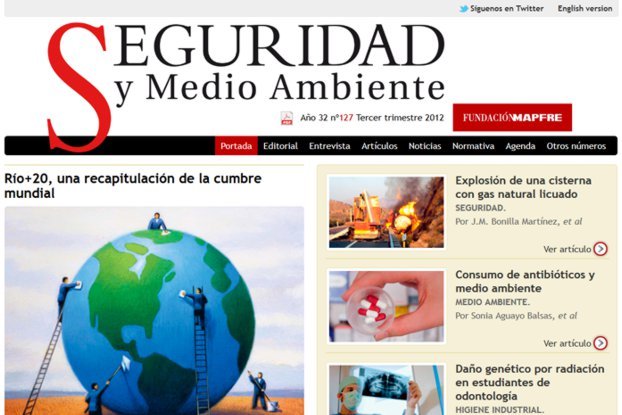 Síguenos en Twitter English version
SEGURIDAD
y Medio Ambiente
Año 32 nº127 Tercer trimestre 2012
FUNDACIÓN MAPFRE
Portada Editorial Entrevista Artículos Noticias Normativa Agenda Otros números
Río+20, una recapitulación de la cumbre
mundial
Explosión de una cisterna
con gas natural licuado
SEGURIDAD.
Por J.M. Bonilla Martínez, et al
Ver artículo
Consumo de antibióticos y
medio ambiente
MEDIO AMBIENTE.
Por Sonia Aguayo Balsas, et al
Ver artículo
Daño genético por radiación
en estudiantes de
odontología
HIGIENE INDUSTRIAL.